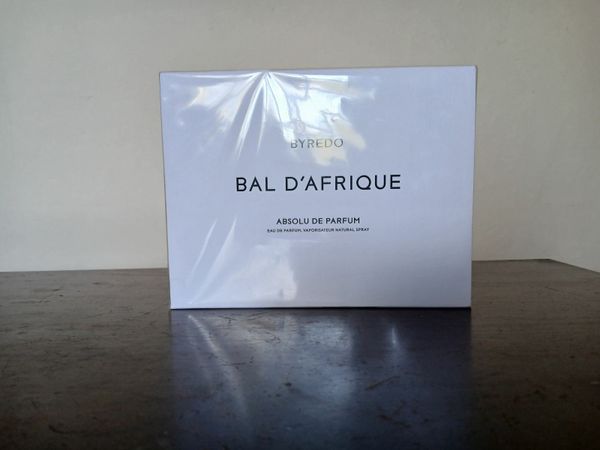 BYREDO
BAL D'AFRIQUE
ABSOLU DE PARFUM
EAU DE PARFUM, VAPORISATEUR NATURAL SPRAY